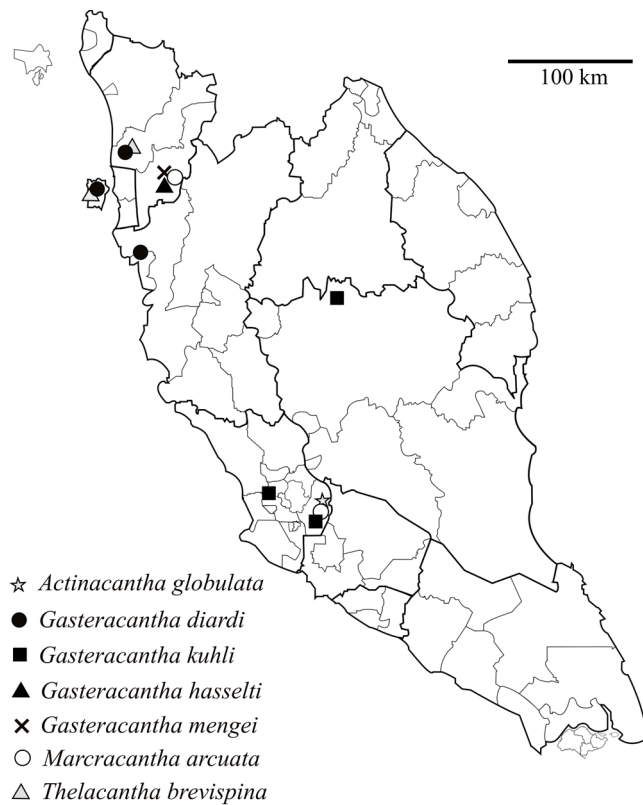 100 km
Actinacantha globulata
Gasteracantha diardi
Gasteracantha kuhli
Gasteracantha hasselti
Gasteracantha mengei
Marcracantha arcuata
Thelacantha brevispina